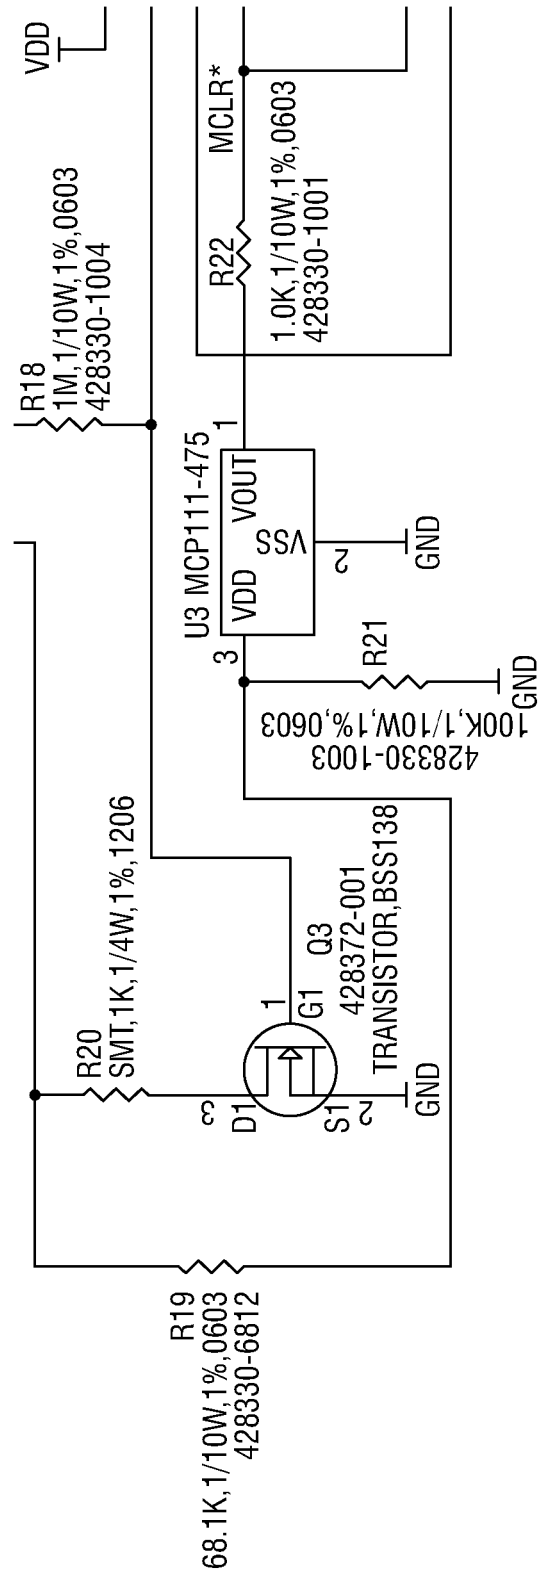 VDD
R18
1M,1/10W,1%,0603
428330-1004
MCLR*
R22
1.0K,1/10W,1%,0603
428330-1001
1
U3 MCP111-475
VOUT
VSS
VDD
2
GND
3
R21
GND
100K,1/10W,1%,0603
428330-1003
R20
SMT,1K,1/4W,1%,1206
Q3
428372-001
TRANSISTOR,BSS138
1
G1
3
D1
S1
2
GND
R19
68.1K,1/10W,1%,0603
428330-6812